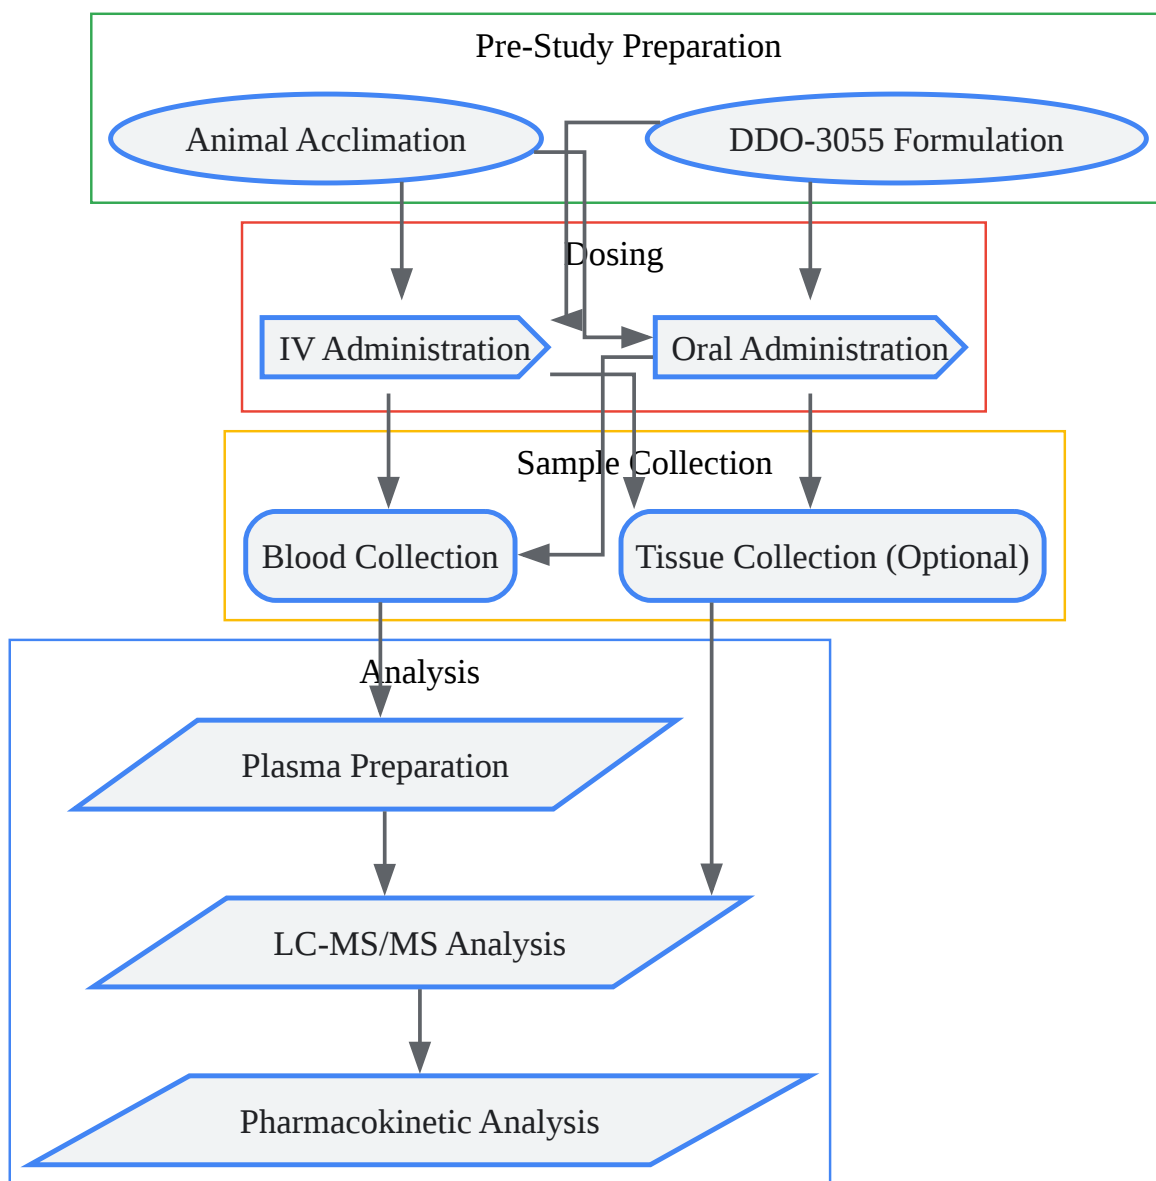 Pre-Study Preparation
Animal Acclimation
DDO-3055 Formulation
Dosing
IV Administration
Oral Administration
Sample Collection
Blood Collection
Tissue Collection (Optional)
Analysis
Plasma Preparation
LC-MS/MS Analysis
Pharmacokinetic Analysis